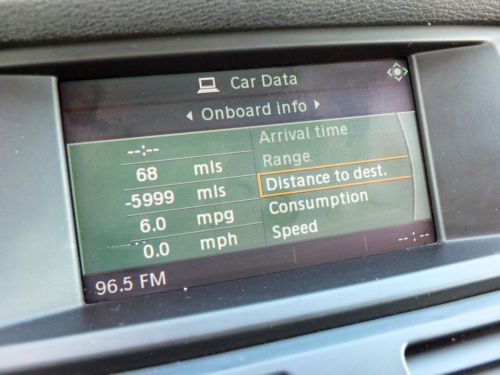 Car Data
Onboard info
--:-- Arrival time
68 mls Range
-5999 mls Distance to dest.
6.0 mpg Consumption
0.0 mph Speed
96.5 FM --:--